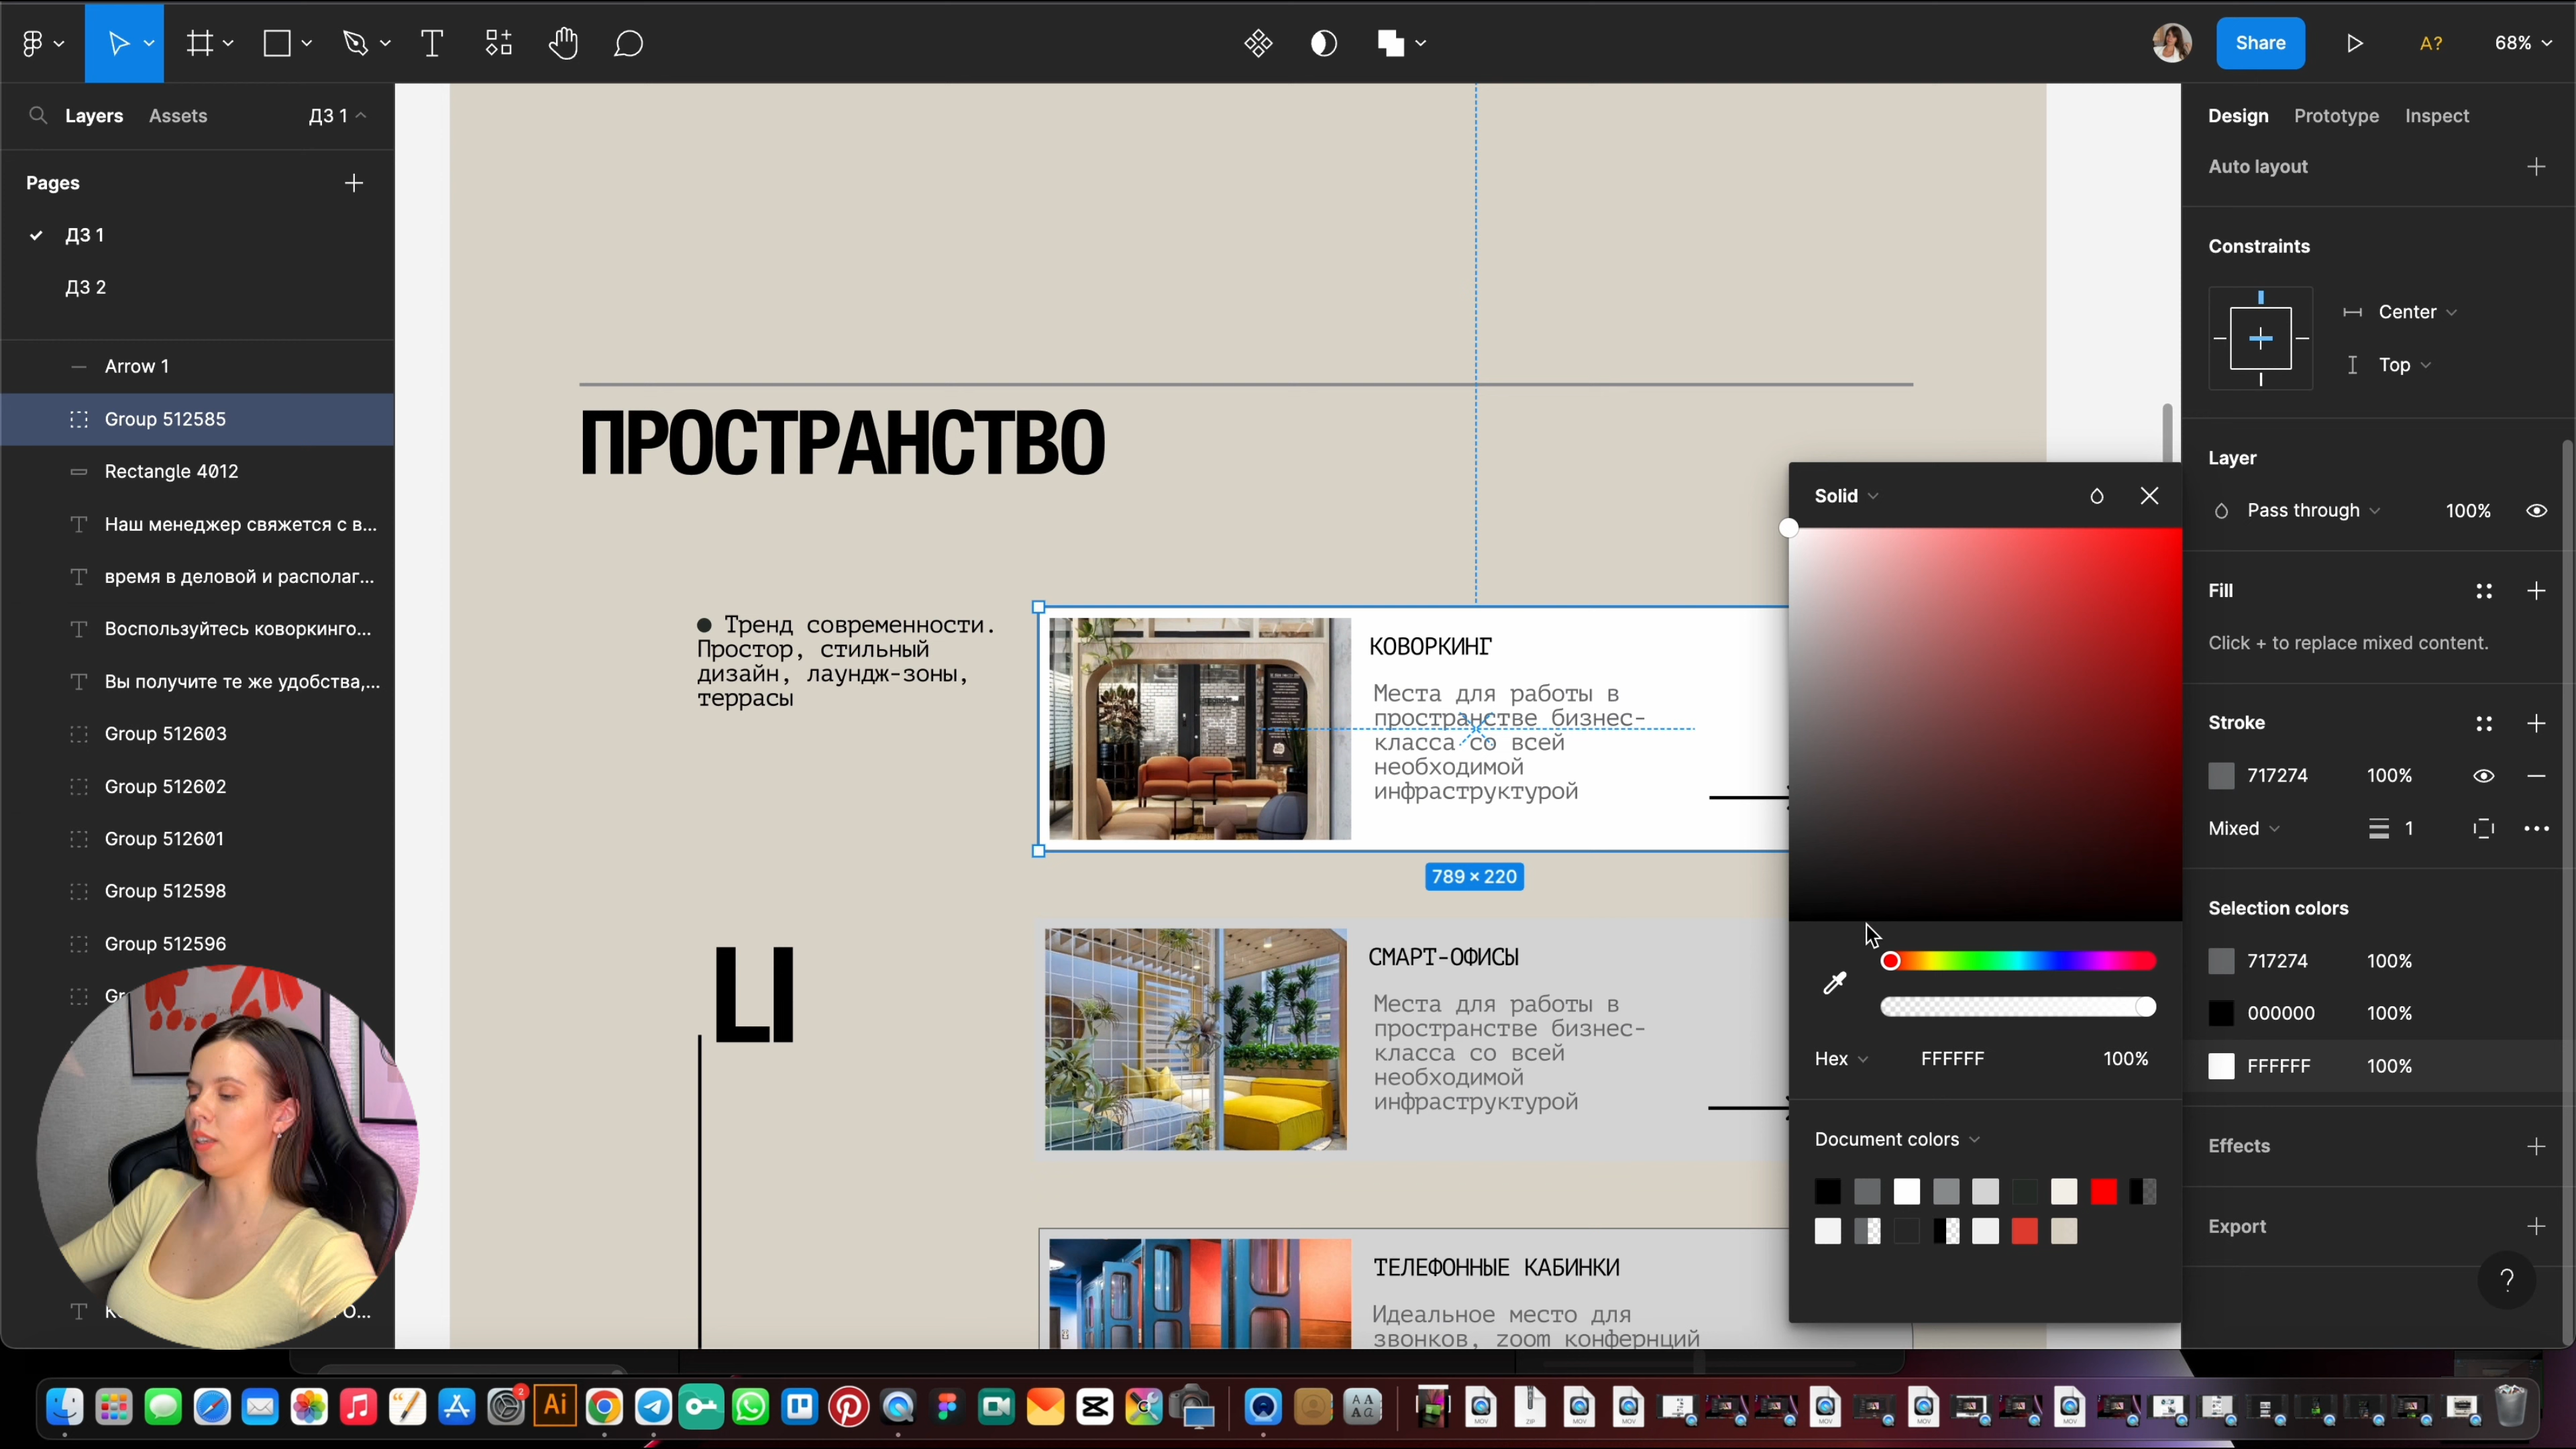 Share
A?
68%
Layers
Assets
ДЗ 1
Pages
ДЗ 1
ДЗ 2
Arrow 1
Group 512585
Rectangle 4012
Наш менеджер свяжется с в...
время в деловой и располаг...
Воспользуйтесь коворкинго...
Вы получите те же удобства,...
Group 512603
Group 512602
Group 512601
Group 512598
Group 512596
ПРОСТРАНСТВО
Тренд современности.
Простор, стильный
дизайн, лаундж-зоны,
террасы
LI
КОВОРКИНГ
Места для работы в
пространстве бизнес-
класса со всей
необходимой
инфраструктурой
789 × 220
СМАРТ-ОФИСЫ
Места для работы в
пространстве бизнес-
класса со всей
необходимой
инфраструктурой
ТЕЛЕФОННЫЕ КАБИНКИ
Идеальное место для
звонков, zoom конфернций
Solid
Hex
FFFFFF
100%
Document colors
Design
Prototype
Inspect
Auto layout
Constraints
Center
Top
Layer
Pass through
100%
Fill
Click + to replace mixed content.
Stroke
717274
100%
Mixed
1
Selection colors
717274
100%
000000
100%
FFFFFF
100%
Effects
Export
?
2
Ai